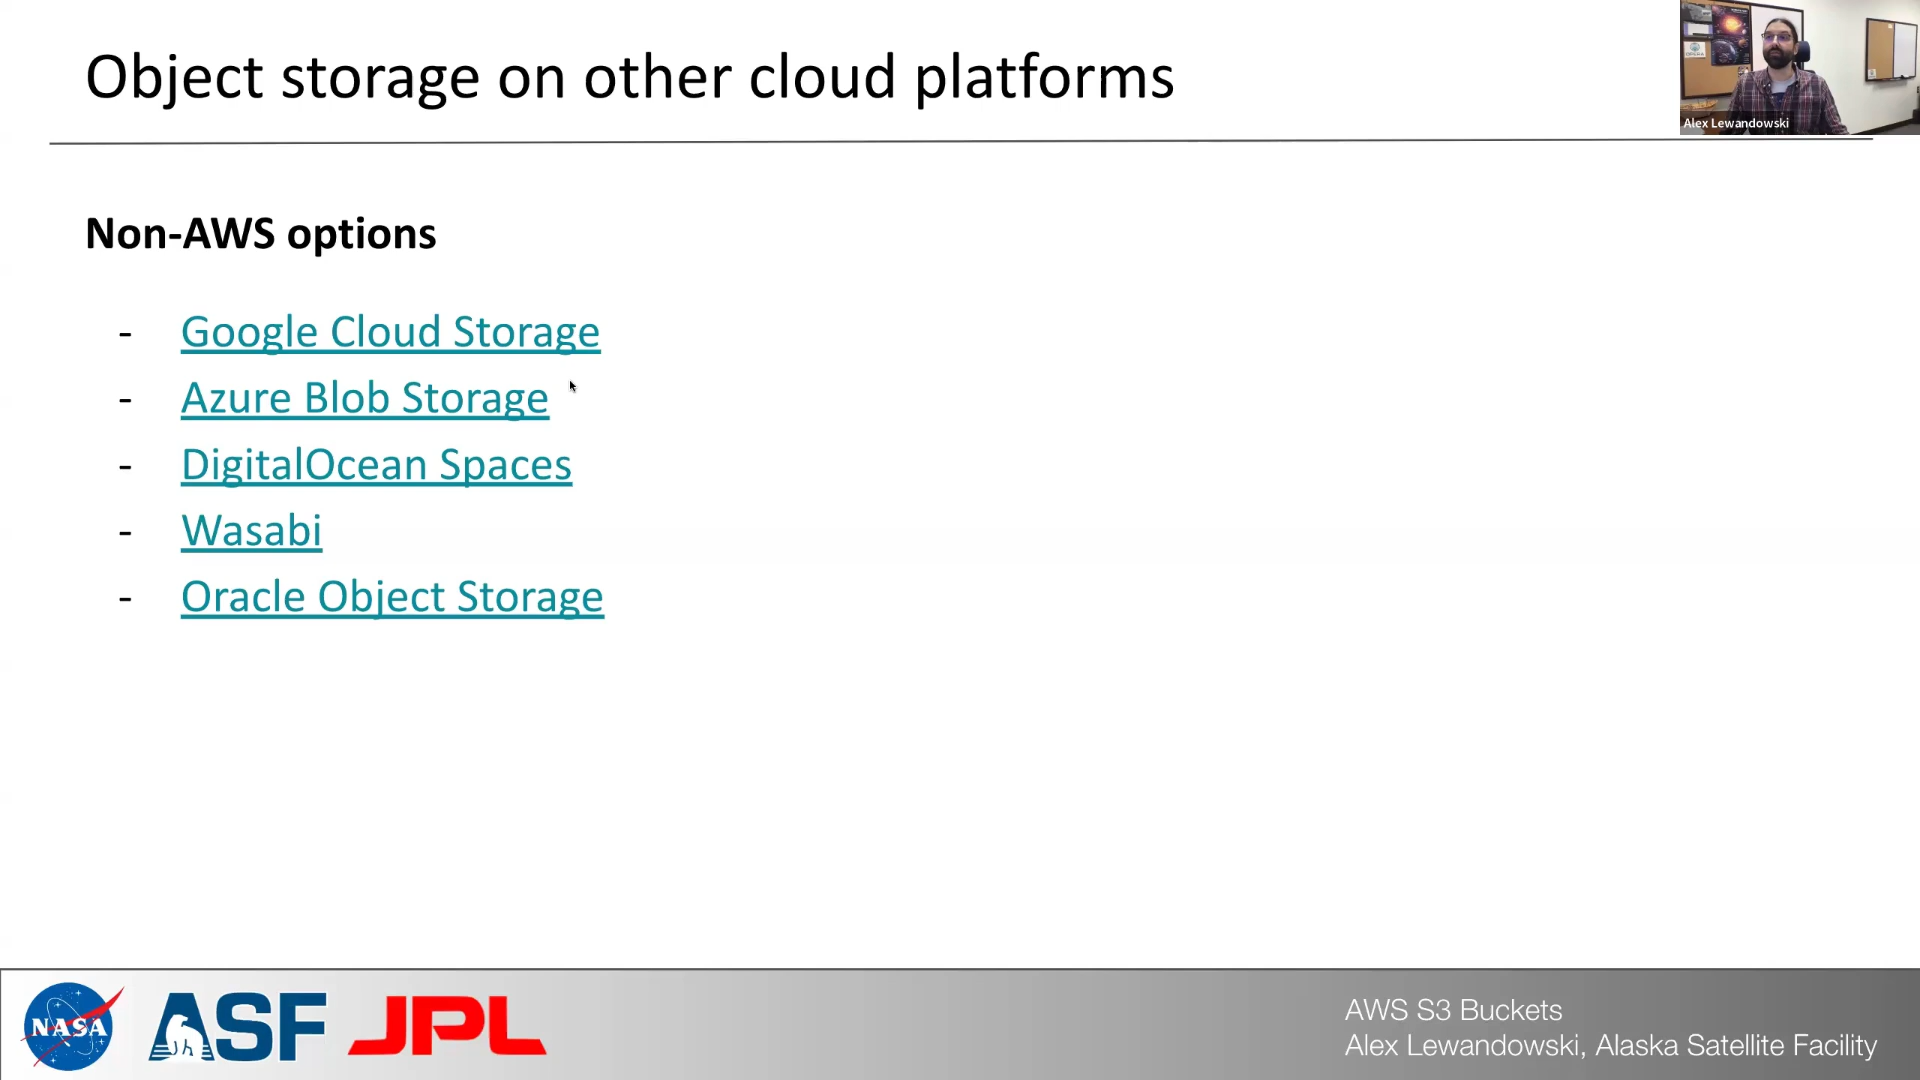 Object storage on other cloud platforms
Alex Lewandowski
Non-AWS options
- Google Cloud Storage
- Azure Blob Storage
- DigitalOcean Spaces
- Wasabi
- Oracle Object Storage
NASA
ASF
JPL
AWS S3 Buckets
Alex Lewandowski, Alaska Satellite Facility